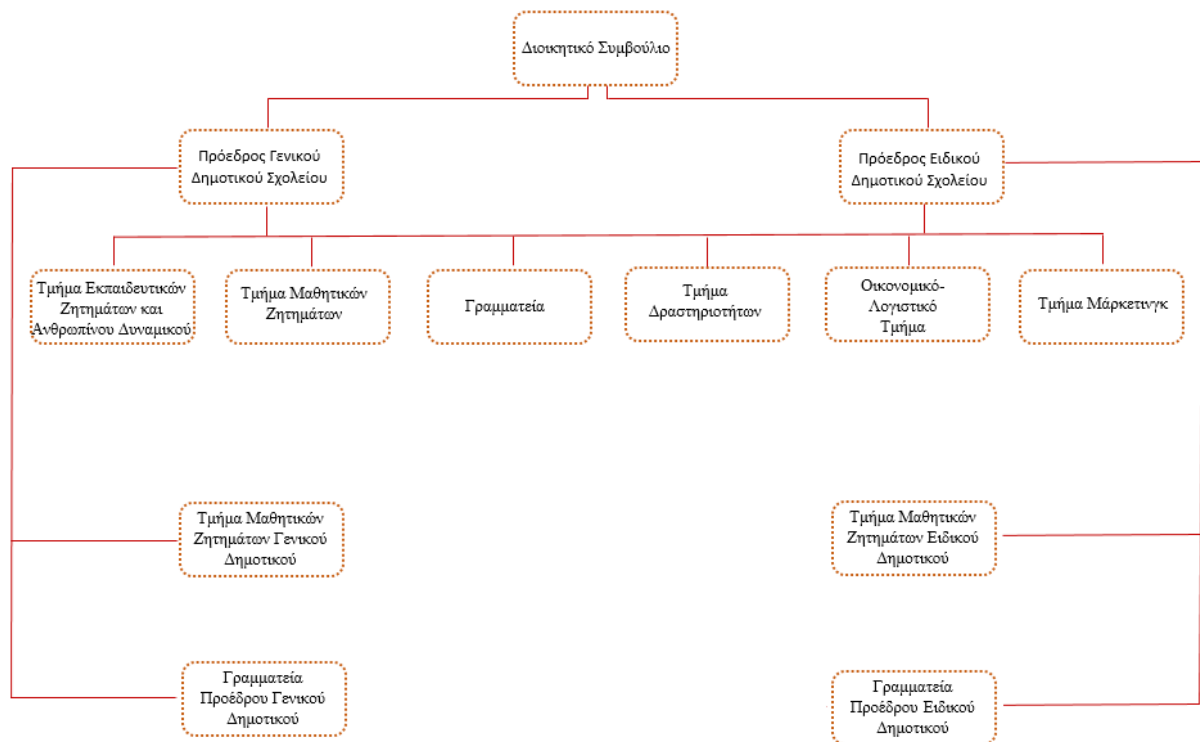 Διοικητικό Συμβούλιο
Πρόεδρος Γενικού
Δημοτικού Σχολείου
Πρόεδρος Ειδικού
Δημοτικού Σχολείου
Τμήμα Εκπαιδευτικών
Ζητημάτων και
Ανθρωπίνου Δυναμικού
Τμήμα Μαθητικών
Ζητημάτων
Γραμματεία
Τμήμα
Δραστηριοτήτων
Οικονομικό-
Λογιστικό
Τμήμα
Τμήμα Μάρκετινγκ
Τμήμα Μαθητικών
Ζητημάτων Γενικού
Δημοτικού
Τμήμα Μαθητικών
Ζητημάτων Ειδικού
Δημοτικού
Γραμματεία
Προέδρου Γενικού
Δημοτικού
Γραμματεία
Προέδρου Ειδικού
Δημοτικού